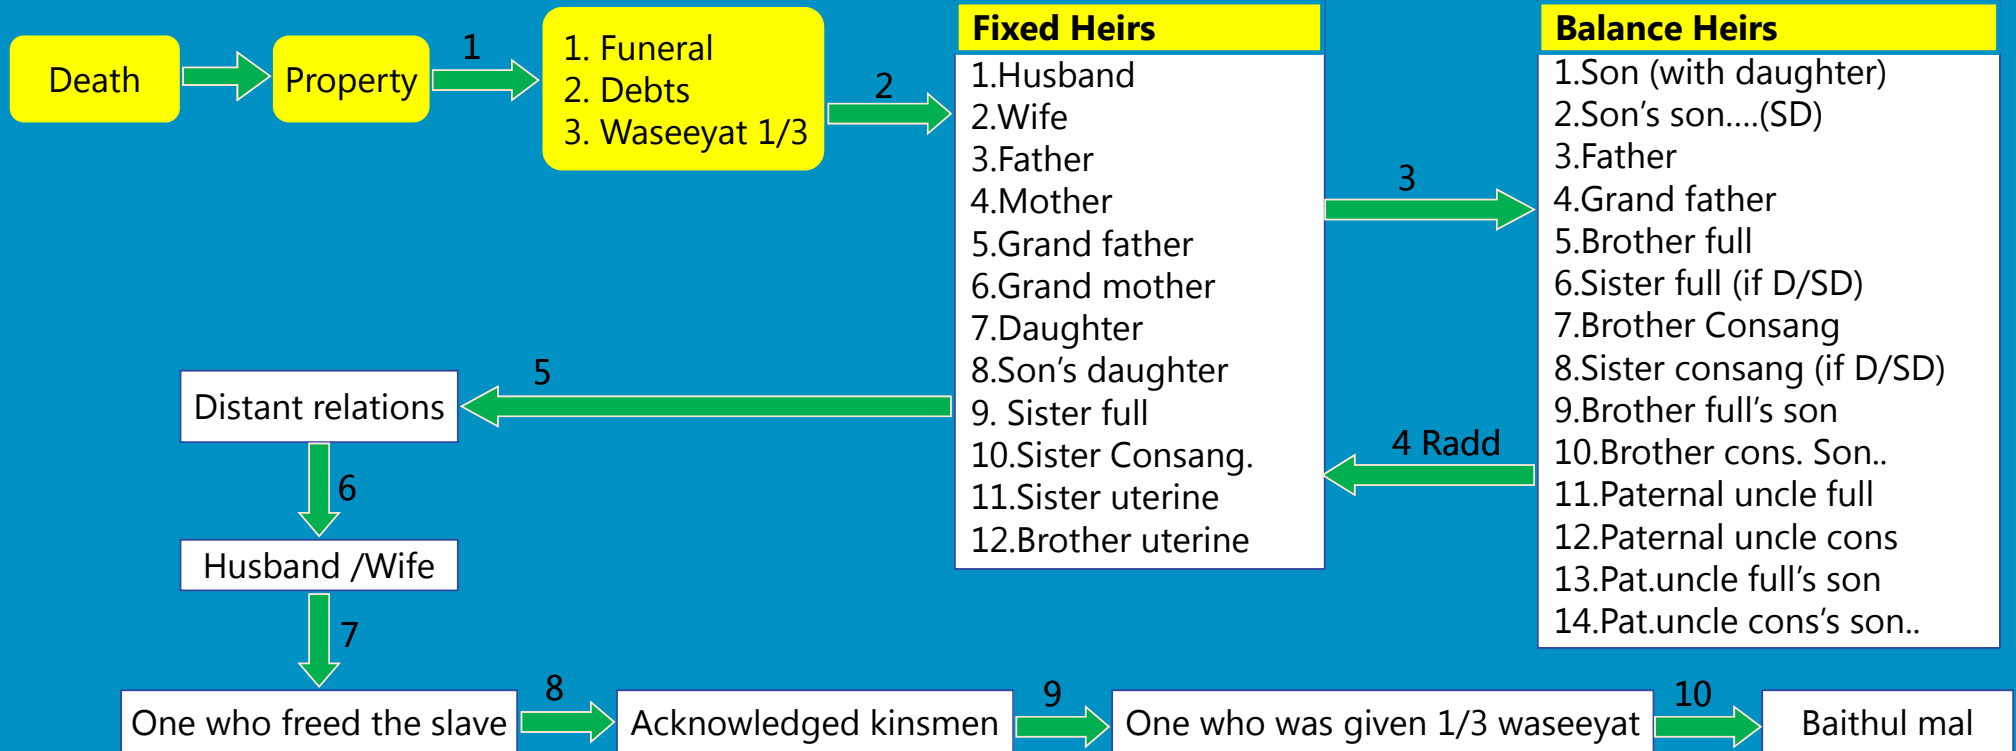 Death
Property
1
1. Funeral
2. Debts
3. Waseeyat 1/3
2
Fixed Heirs
1.Husband
2.Wife
3.Father
4.Mother
5.Grand father
6.Grand mother
7.Daughter
8.Son's daughter
9. Sister full
10.Sister Consang.
11.Sister uterine
12.Brother uterine
3
Balance Heirs
1.Son (with daughter)
2.Son's son....(SD)
3.Father
4.Grand father
5.Brother full
6.Sister full (if D/SD)
7.Brother Consang
8.Sister consang (if D/SD)
9.Brother full's son
10.Brother cons. Son..
11.Paternal uncle full
12.Paternal uncle cons
13.Pat.uncle full's son
14.Pat.uncle cons's son..
4 Radd
5
Distant relations
6
Husband /Wife
7
One who freed the slave
8
Acknowledged kinsmen
9
One who was given 1/3 waseeyat
10
Baithul mal